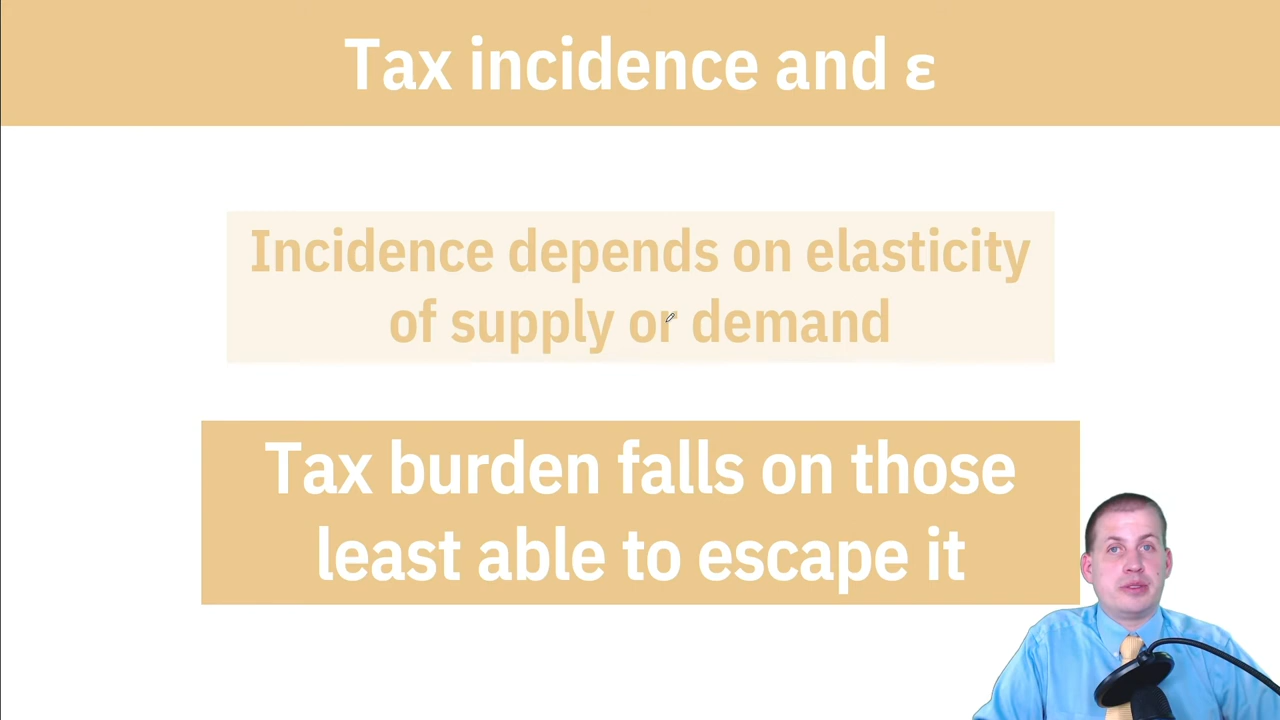 Tax incidence and ε
Incidence depends on elasticity
of supply or demand
Tax burden falls on those
least able to escape it